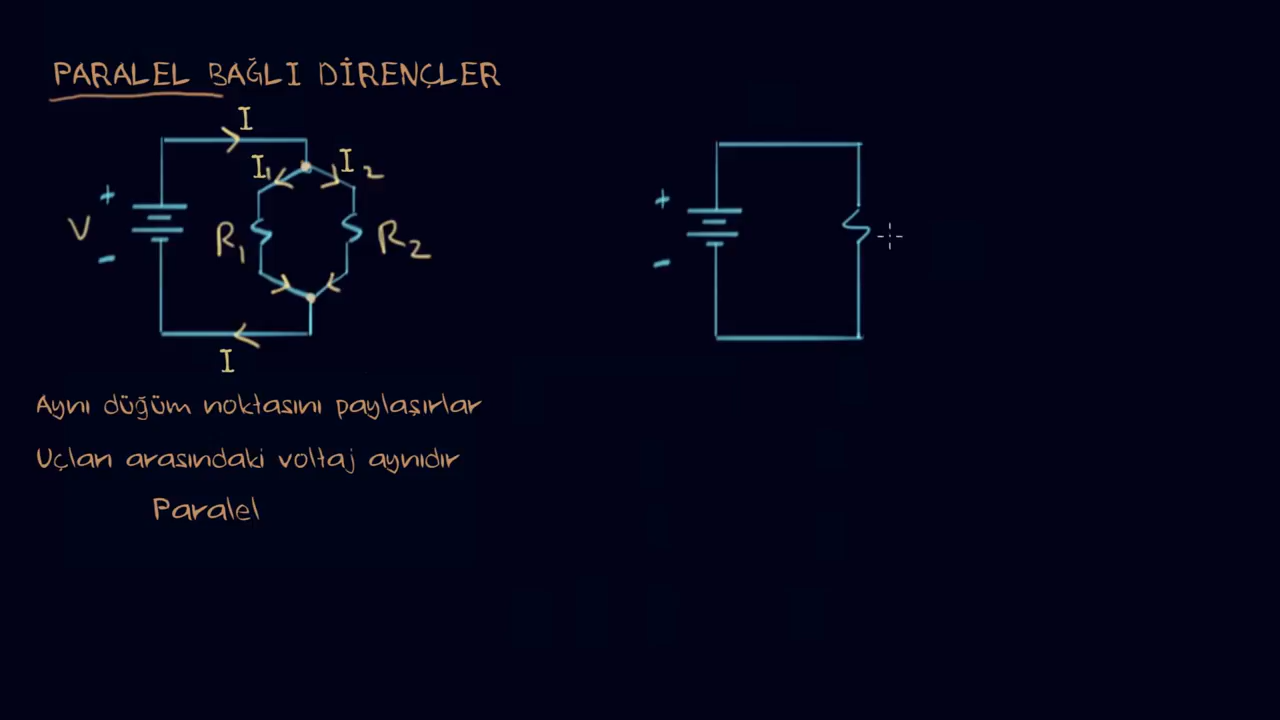 PARALEL BAĞLI DİRENÇLER
I
I₁ I₂
+
V R₁ R₂
-
I
+
-
Aynı düğüm noktasını paylaşırlar
Uçları arasındaki voltaj aynıdır
Paralel